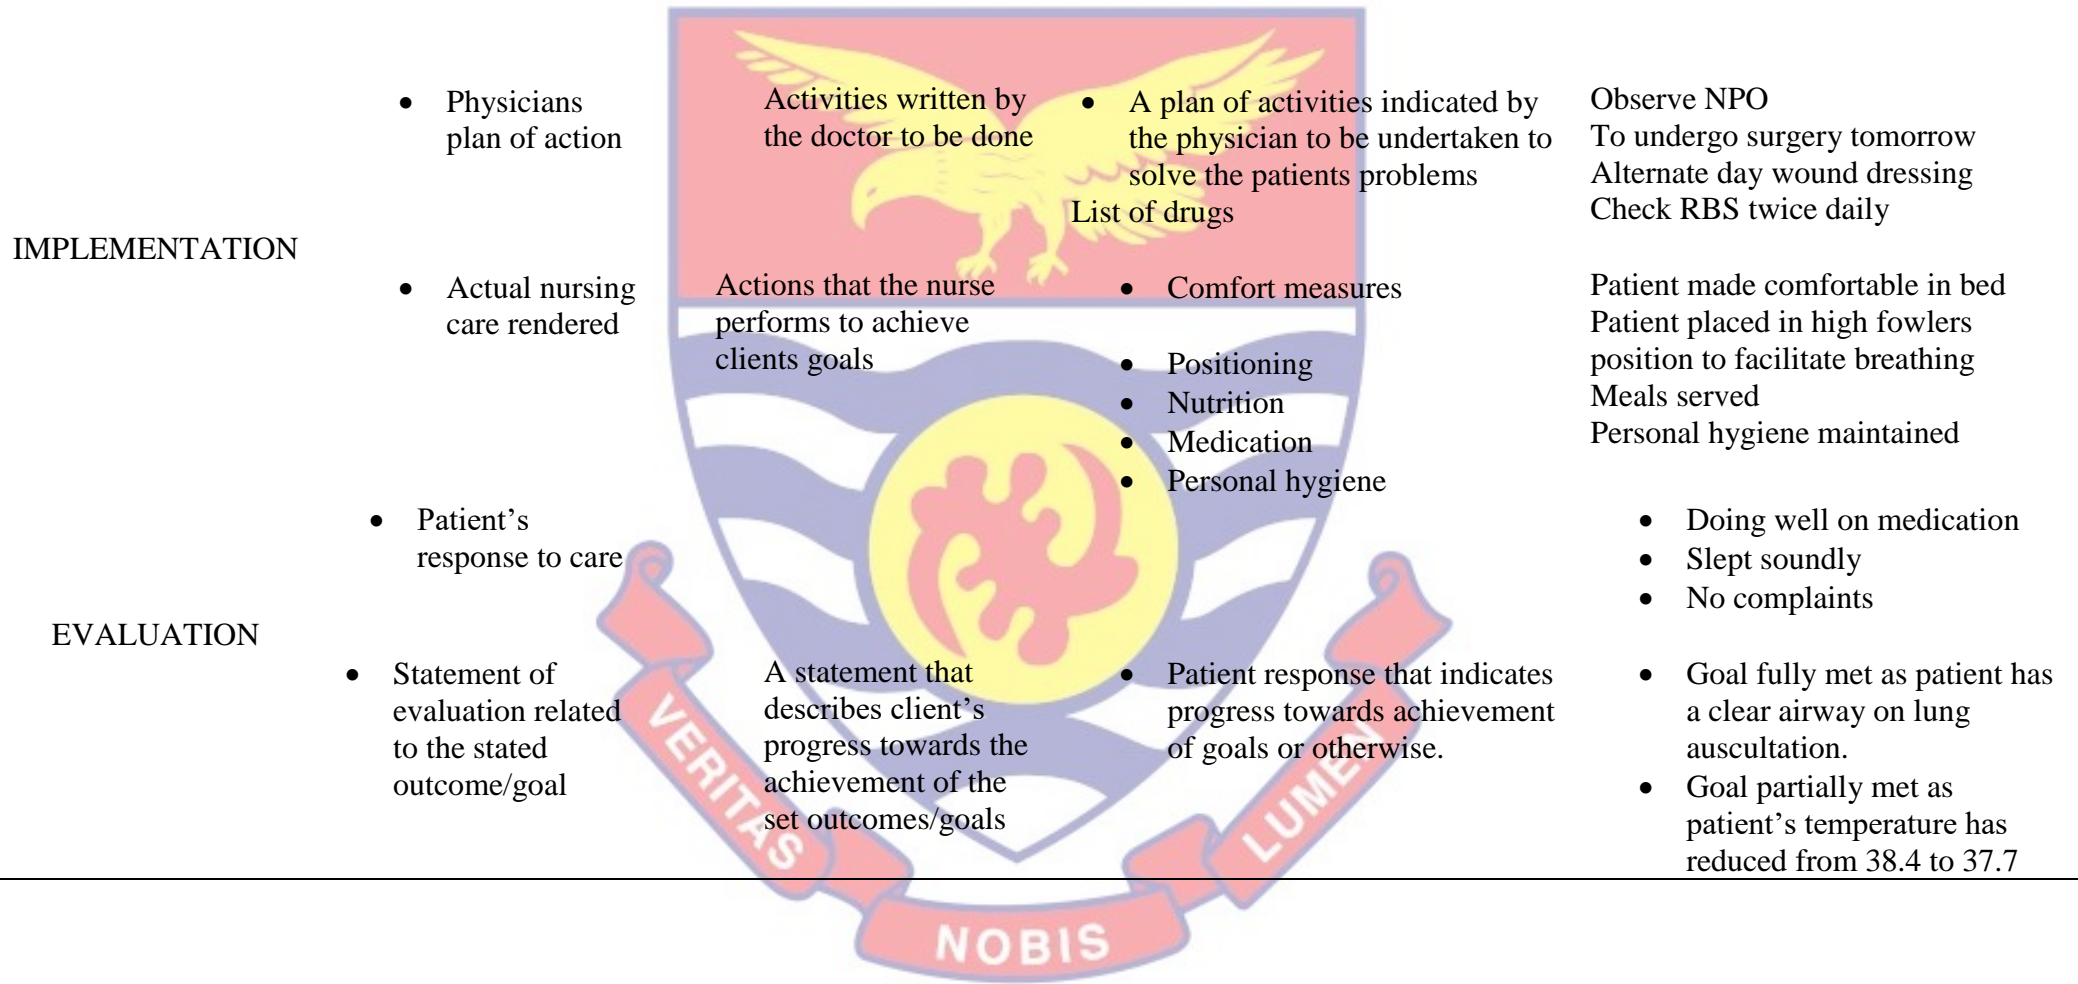 • Physicians
plan of action
Activities written by
the doctor to be done
• A plan of activities indicated by
the physician to be undertaken to
solve the patients problems
List of drugs
Observe NPO
To undergo surgery tomorrow
Alternate day wound dressing
Check RBS twice daily
IMPLEMENTATION
• Actual nursing
care rendered
Actions that the nurse
performs to achieve
clients goals
• Comfort measures
• Positioning
• Nutrition
• Medication
• Personal hygiene
Patient made comfortable in bed
Patient placed in high fowlers
position to facilitate breathing
Meals served
Personal hygiene maintained
• Patient’s
response to care
• Doing well on medication
• Slept soundly
• No complaints
EVALUATION
• Statement of
evaluation related
to the stated
outcome/goal
A statement that
describes client’s
progress towards the
achievement of the
set outcomes/goals
• Patient response that indicates
progress towards achievement
of goals or otherwise.
• Goal fully met as patient has
a clear airway on lung
auscultation.
• Goal partially met as
patient’s temperature has
reduced from 38.4 to 37.7
VERITAS
NOBIS
LUMEN